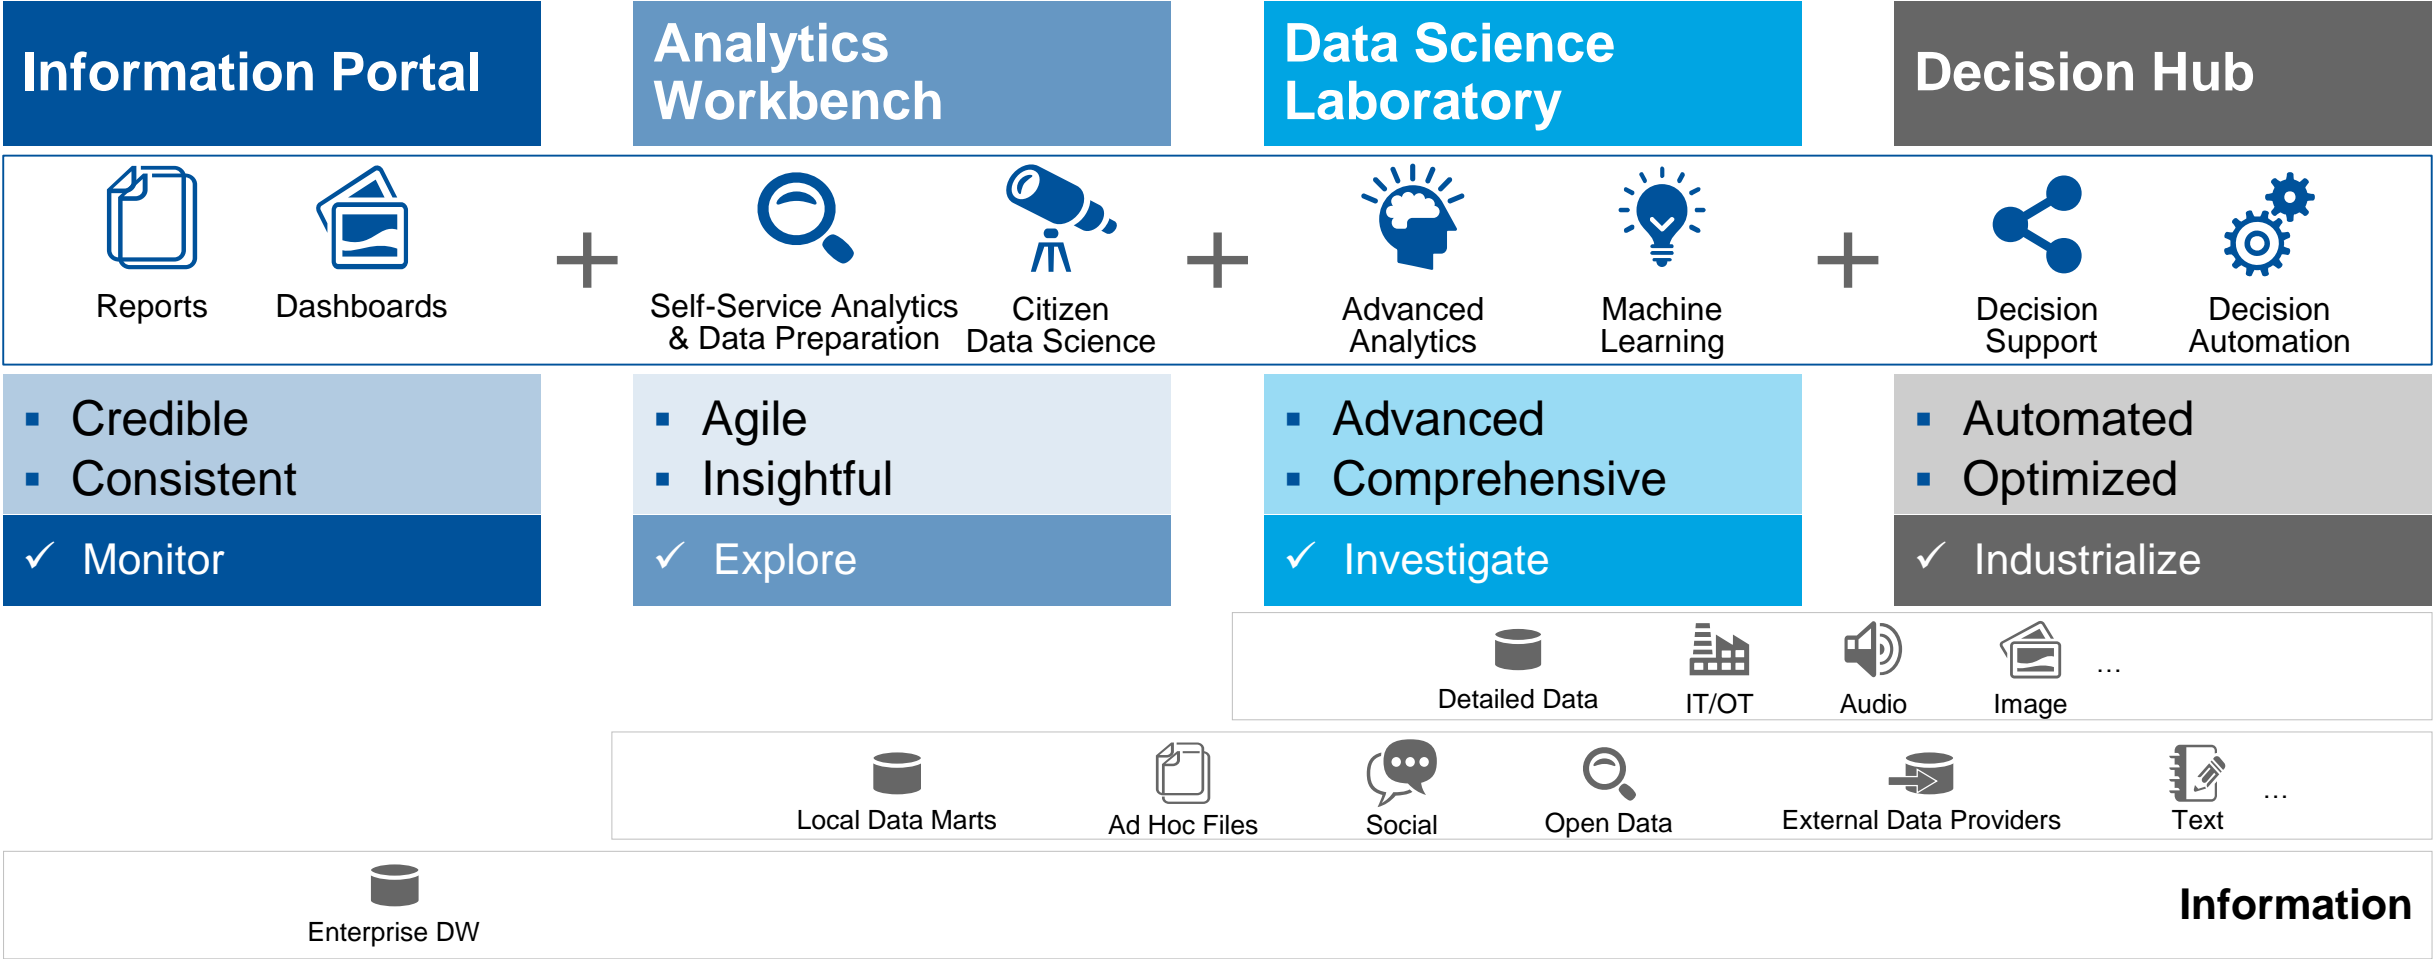 Information Portal
Analytics
Workbench
Data Science
Laboratory
Decision Hub
Reports
Dashboards
+
Self-Service Analytics
& Data Preparation
Citizen
Data Science
+
Advanced
Analytics
Machine
Learning
+
Decision
Support
Decision
Automation
▪ Credible
▪ Consistent
▪ Agile
▪ Insightful
▪ Advanced
▪ Comprehensive
▪ Automated
▪ Optimized
✓ Monitor
✓ Explore
✓ Investigate
✓ Industrialize
Detailed Data
IT/OT
Audio
Image
...
Local Data Marts
Ad Hoc Files
Social
Open Data
External Data Providers
Text
...
Enterprise DW
Information